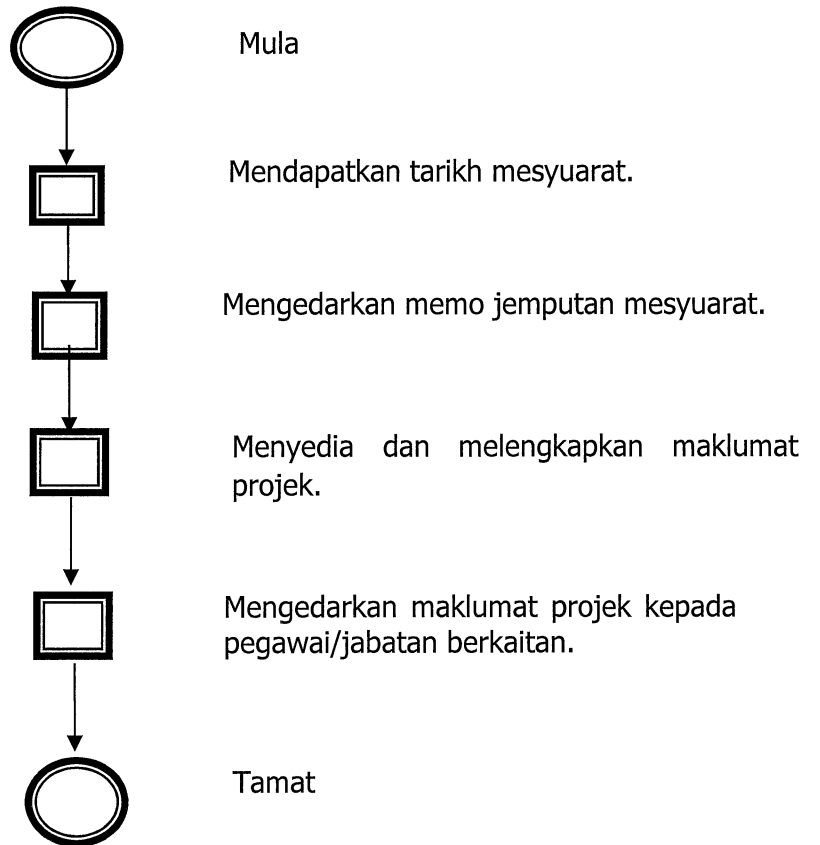 Mula
Mendapatkan tarikh mesyuarat.
Mengedarkan memo jemputan mesyuarat.
Menyedia dan melengkapkan maklumat
projek.
Mengedarkan maklumat projek kepada
pegawai/jabatan berkaitan.
Tamat